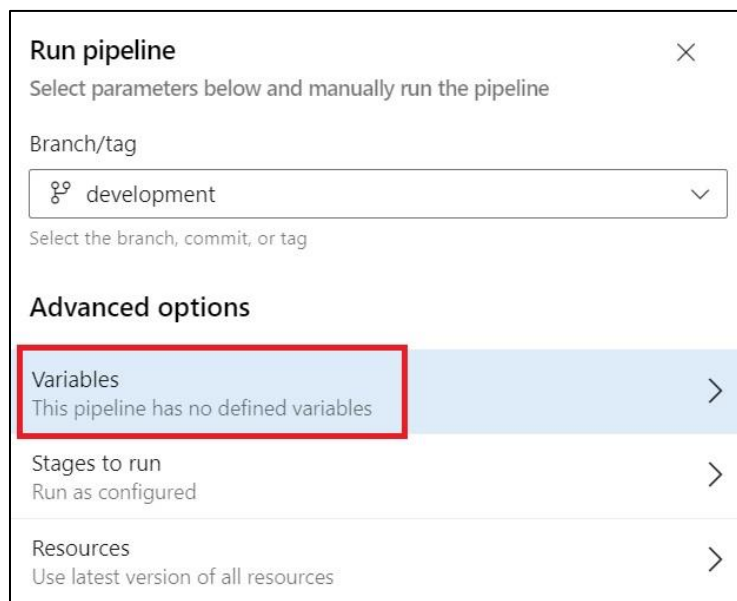 Run pipeline
Select parameters below and manually run the pipeline
Branch/tag
development
Select the branch, commit, or tag
Advanced options
Variables
This pipeline has no defined variables
Stages to run
Run as configured
Resources
Use latest version of all resources